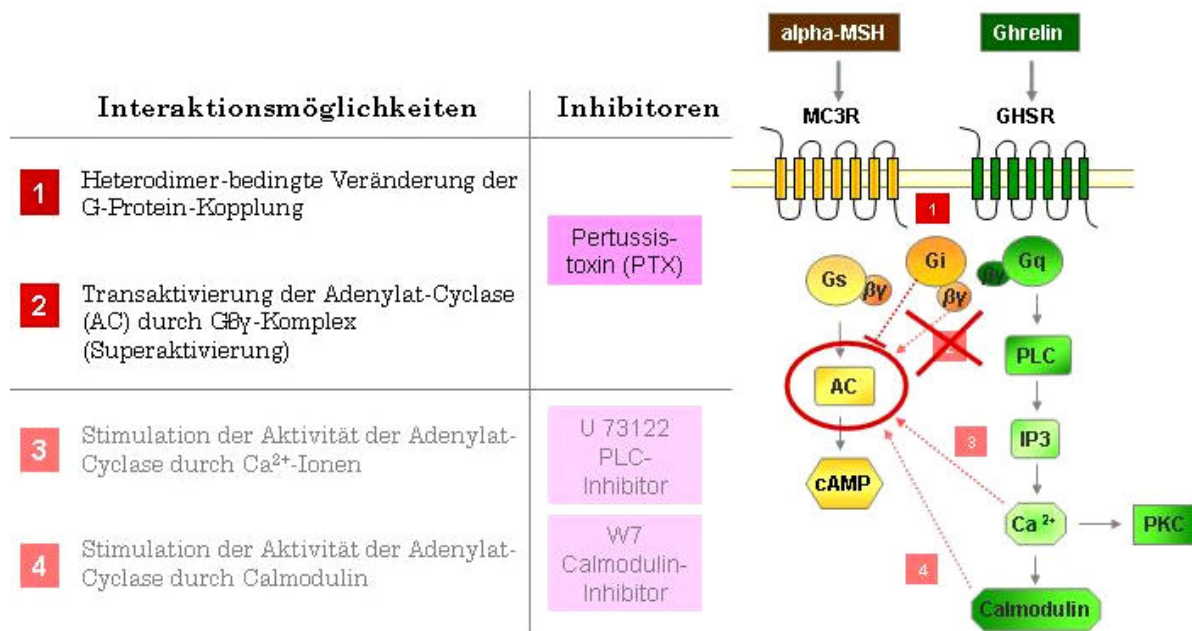 Interaktionsmöglichkeiten
Inhibitoren
1
Heterodimer-bedingte Veränderung der
G-Protein-Kopplung
2
Transaktivierung der Adenylat-Cyclase
(AC) durch Gβγ-Komplex
(Superaktivierung)
Pertussis-
toxin (PTX)
3
Stimulation der Aktivität der Adenylat-
Cyclase durch Ca²⁺-Ionen
U 73122
PLC-
Inhibitor
4
Stimulation der Aktivität der Adenylat-
Cyclase durch Calmodulin
W7
Calmodulin-
Inhibitor
alpha-MSH
Ghrelin
MC3R
GHSR
1
Gs
βγ
Gi
βγ
βγ
Gq
2
PLC
AC
3
IP3
cAMP
Ca ²⁺
PKC
4
Calmodulin